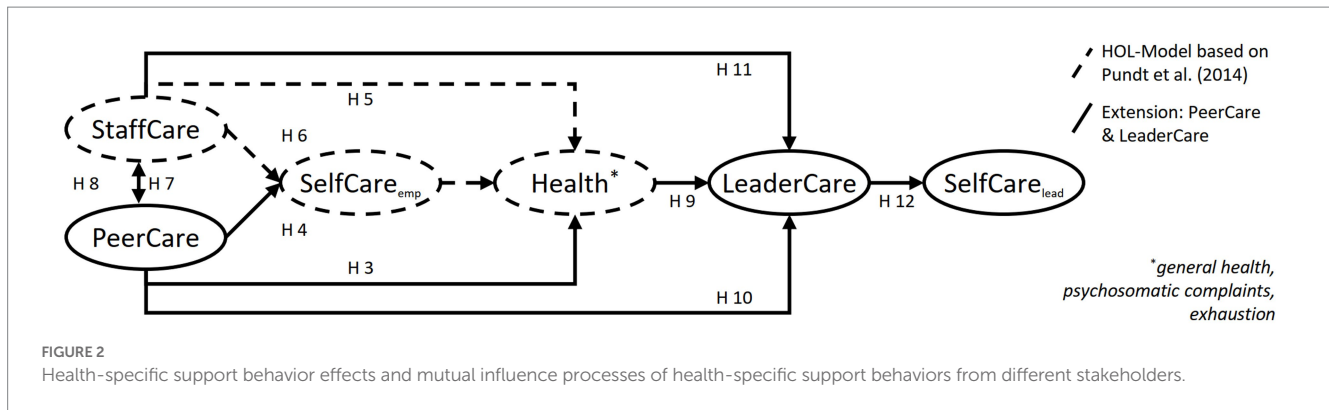 HOL-Model based on
Pundt et al. (2014)
Extension: PeerCare
& LeaderCare
H 11
H 5
StaffCare
H 6
H 8
H 7
SelfCare emp
Health*
H 9
LeaderCare
H 12
SelfCare lead
PeerCare
H 4
H 3
H 10
*general health,
psychosomatic complaints,
exhaustion
FIGURE 2
Health-specific support behavior effects and mutual influence processes of health-specific support behaviors from different stakeholders.